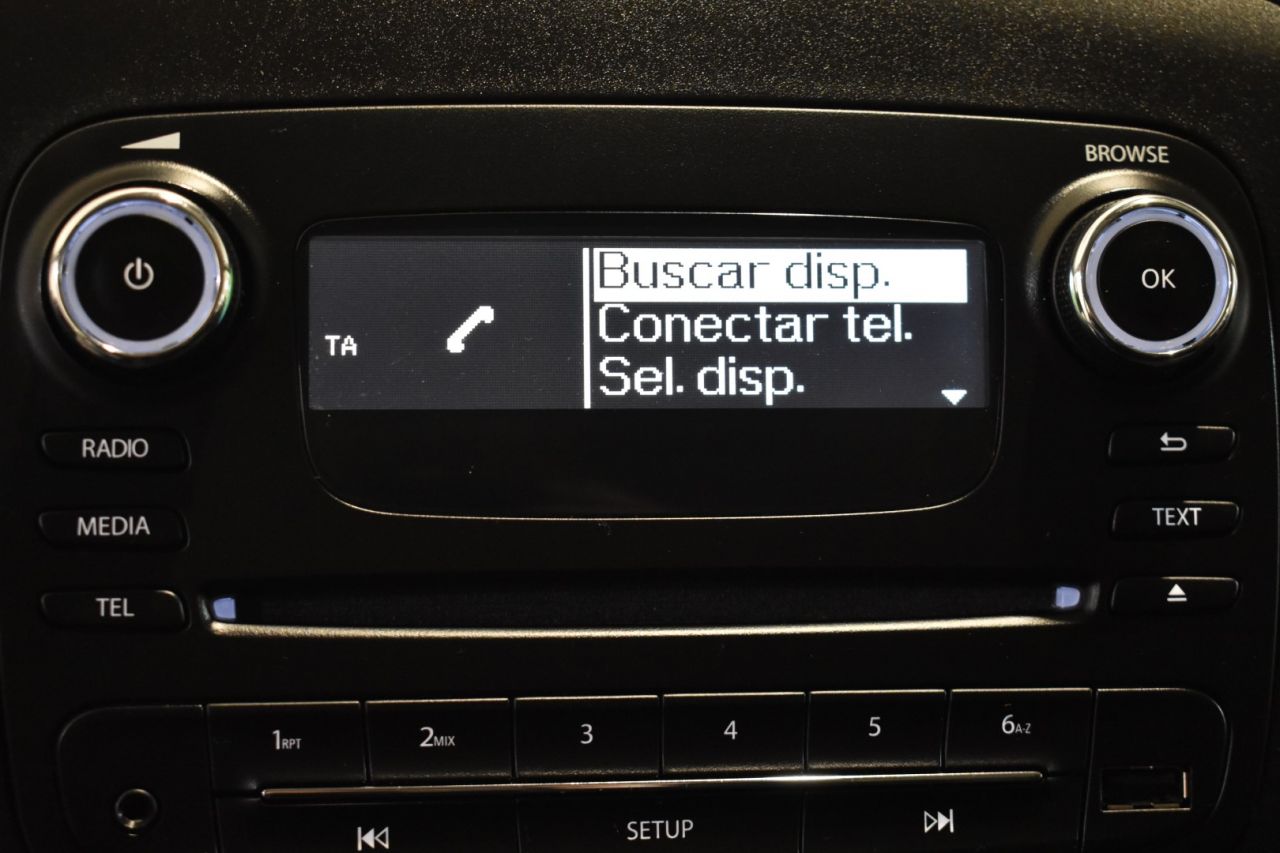 BROWSE
OK
TA
Buscar disp.
Conectar tel.
Sel. disp.
RADIO
MEDIA
TEXT
TEL
1RPT
2MIX
3
4
5
6A-Z
SETUP